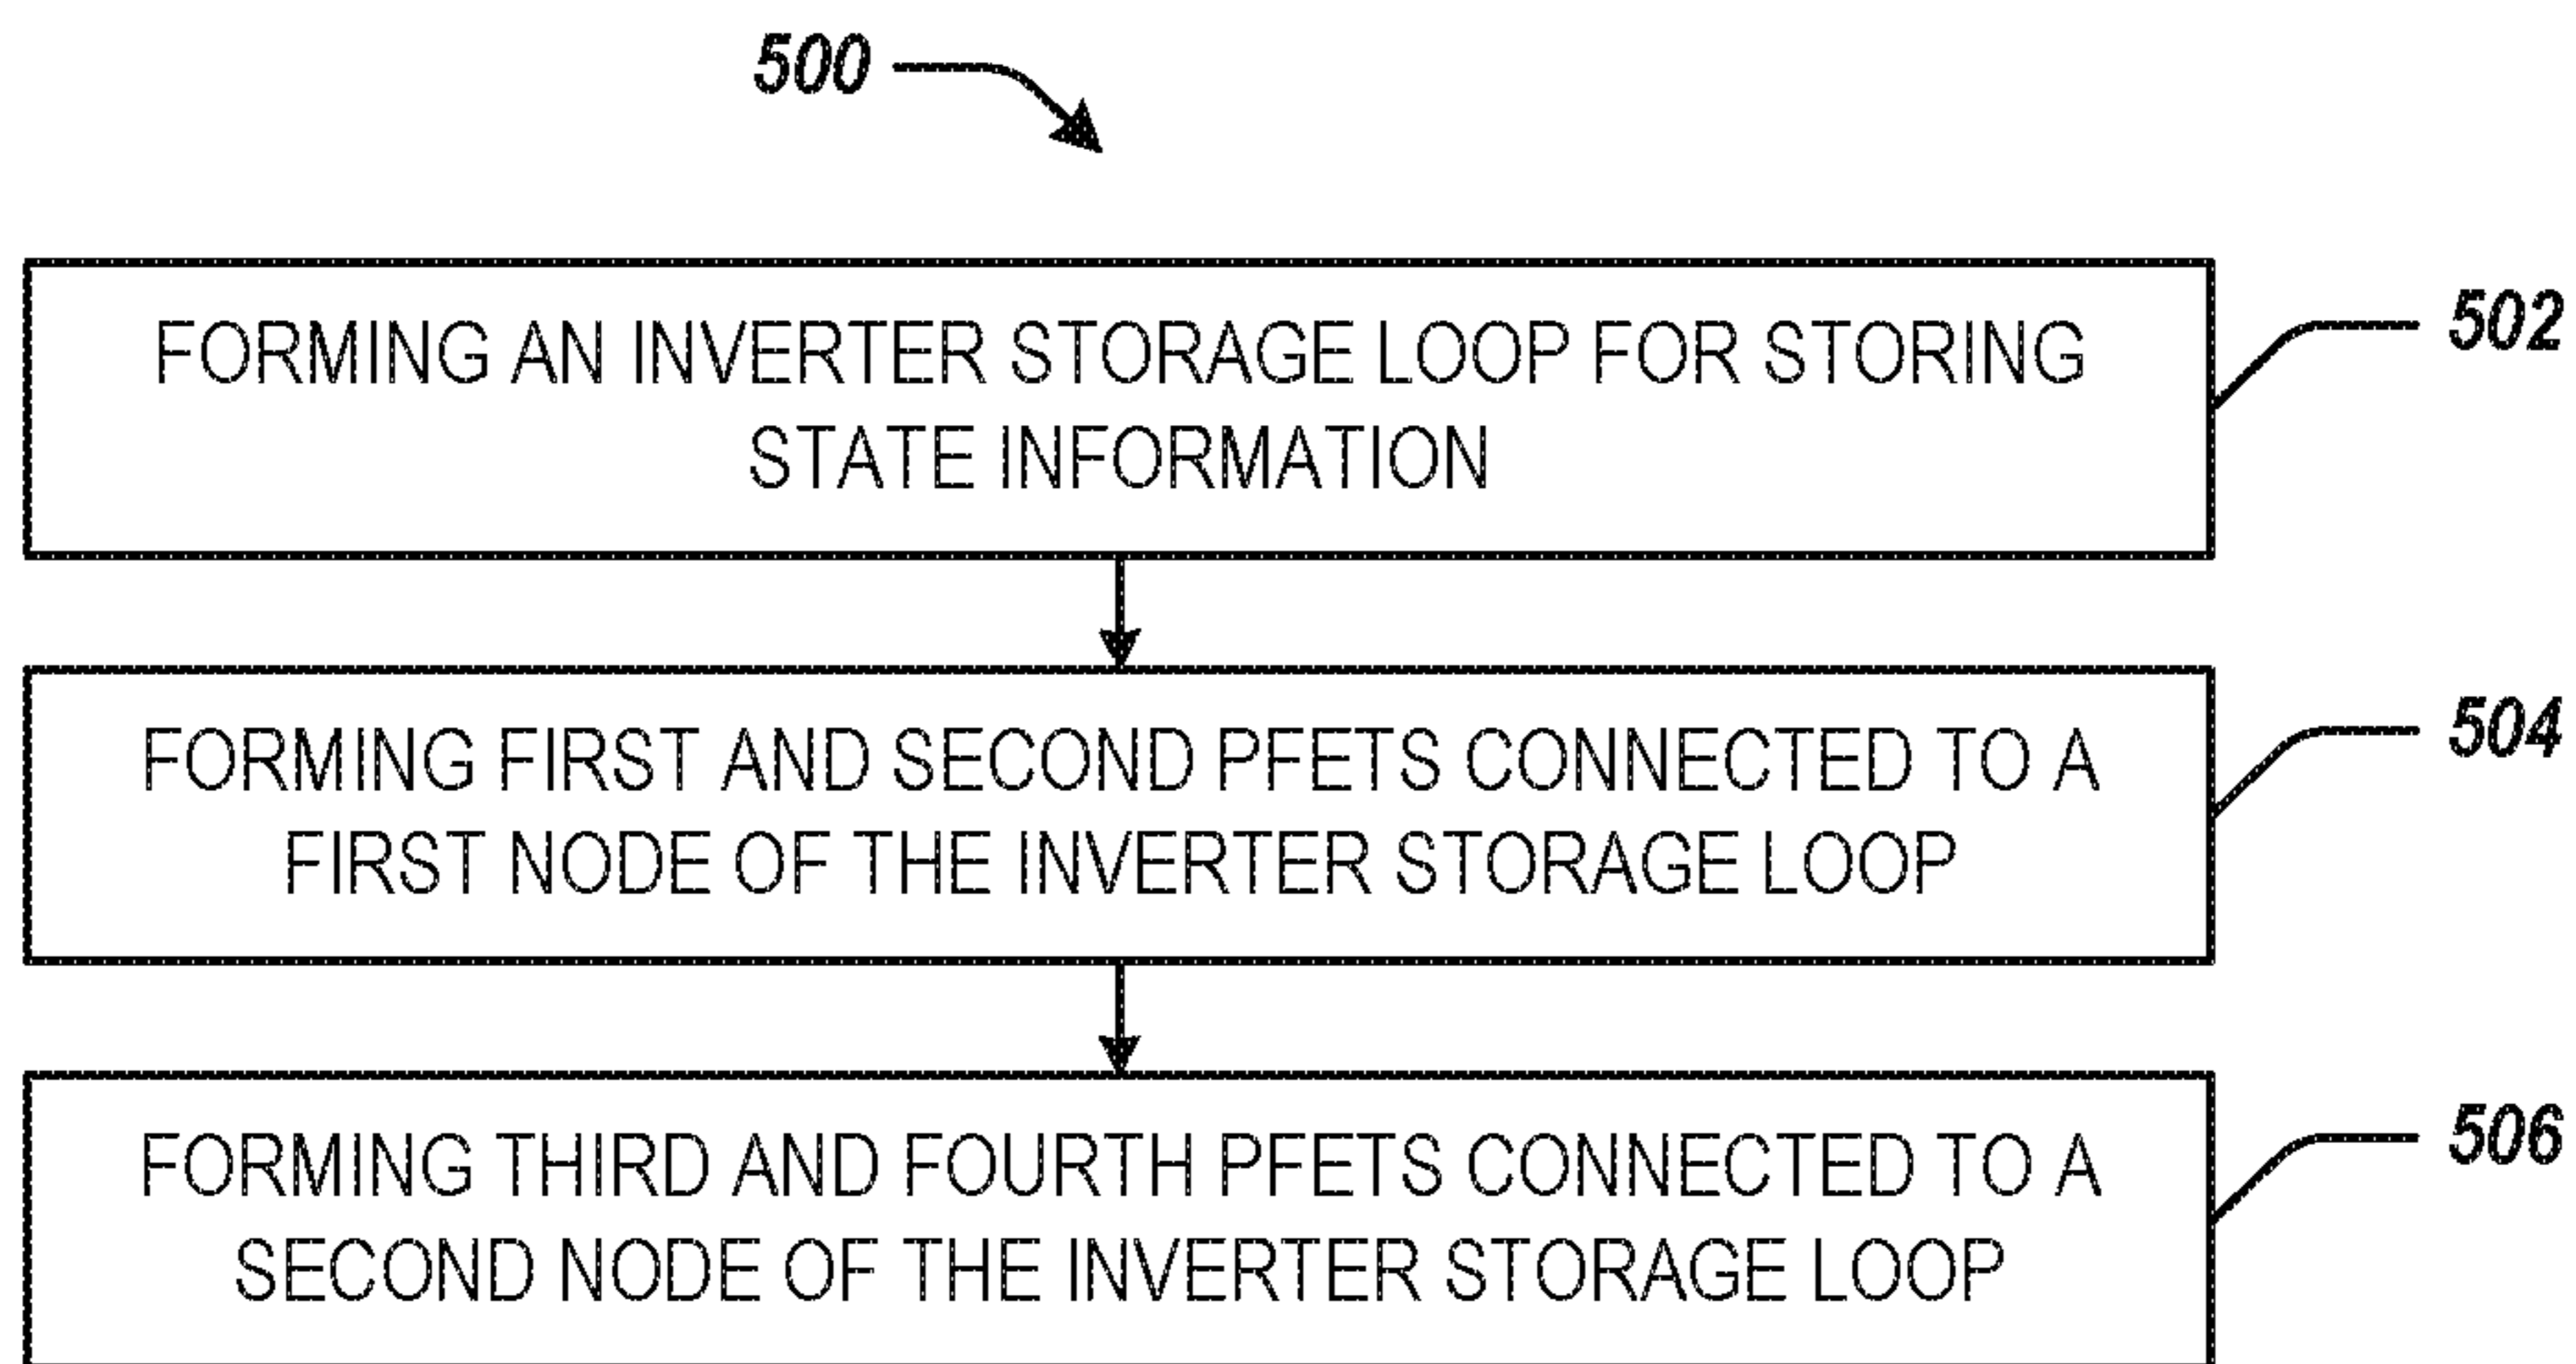 500
FORMING AN INVERTER STORAGE LOOP FOR STORING
STATE INFORMATION
502
FORMING FIRST AND SECOND PFETS CONNECTED TO A
FIRST NODE OF THE INVERTER STORAGE LOOP
504
FORMING THIRD AND FOURTH PFETS CONNECTED TO A
SECOND NODE OF THE INVERTER STORAGE LOOP
506